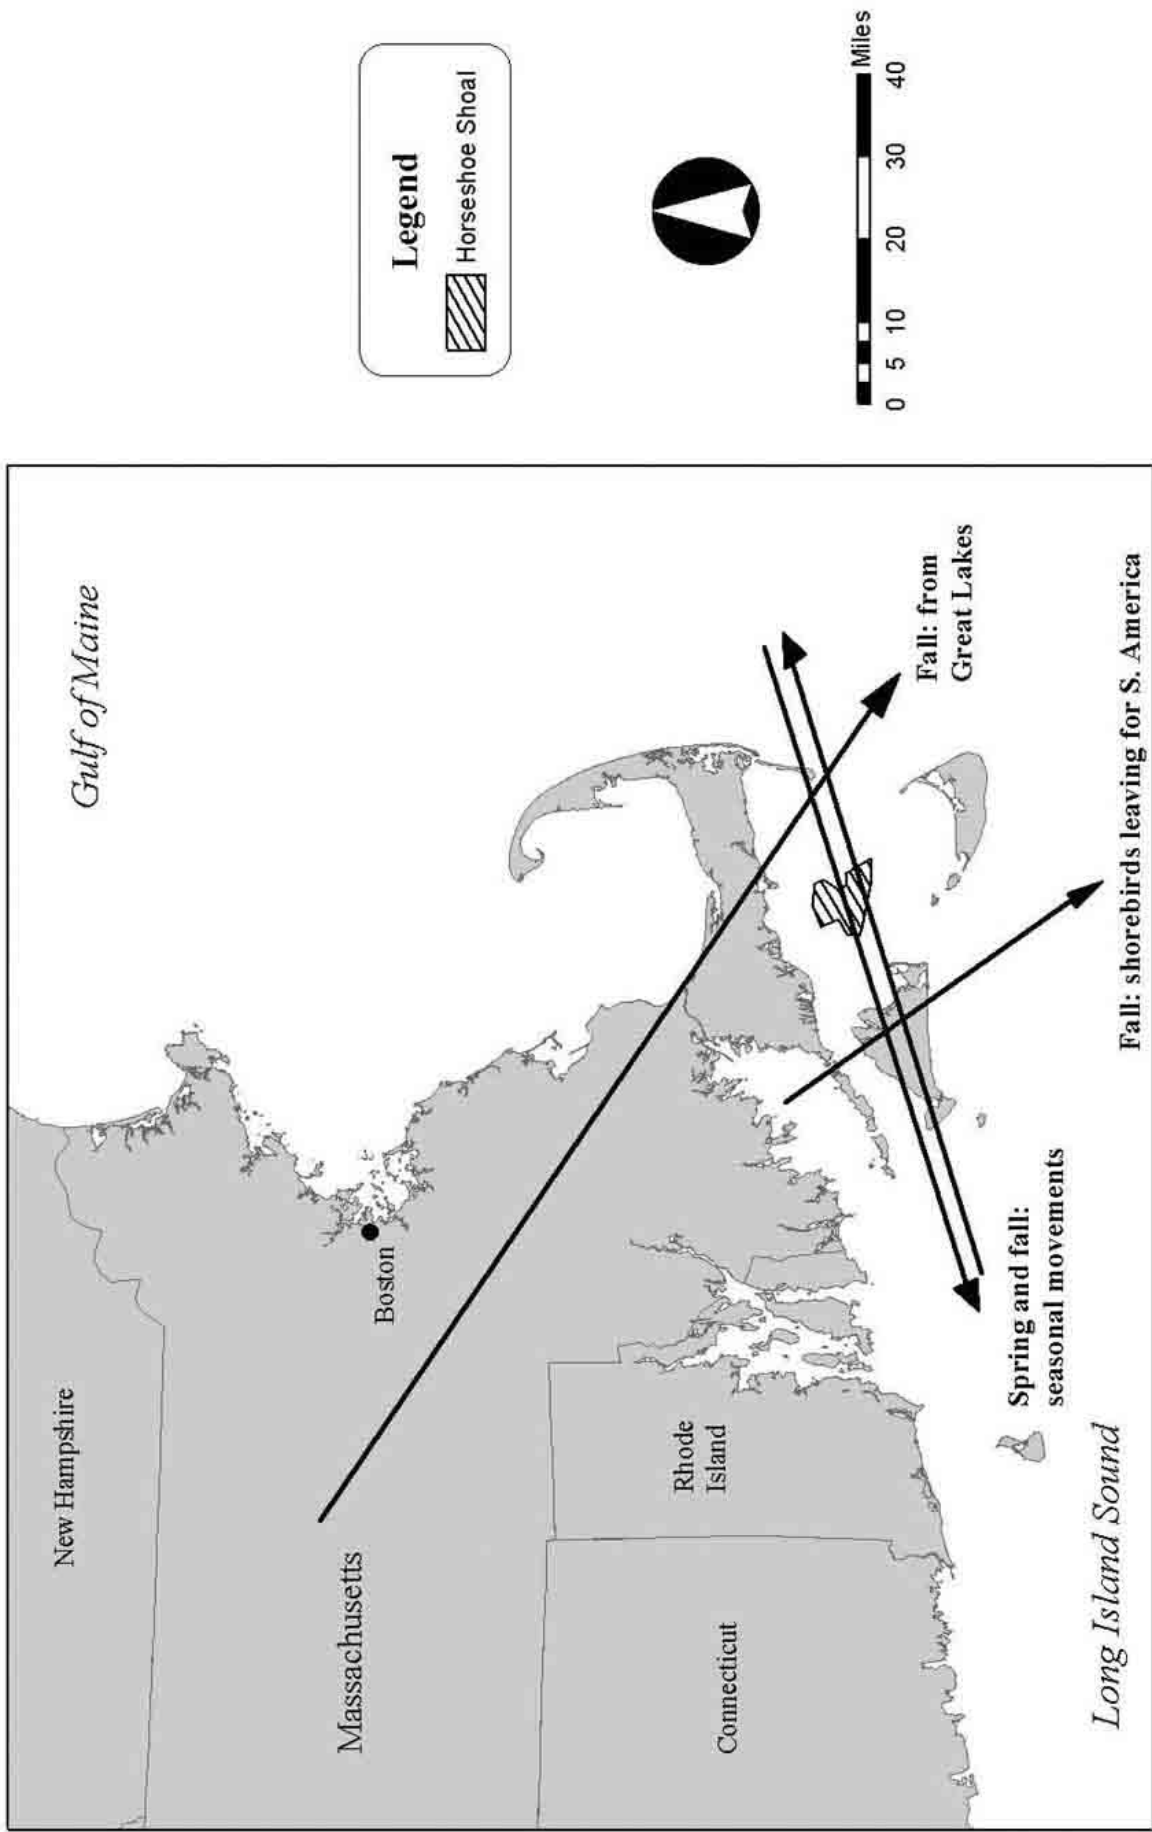 New Hampshire
Gulf of Maine
Boston
Massachusetts
Rhode
Island
Connecticut
Fall: from
Great Lakes
Spring and fall:
seasonal movements
Long Island Sound
Fall: shorebirds leaving for S. America
Legend
Horseshoe Shoal
Miles
0 5 10 20 30 40